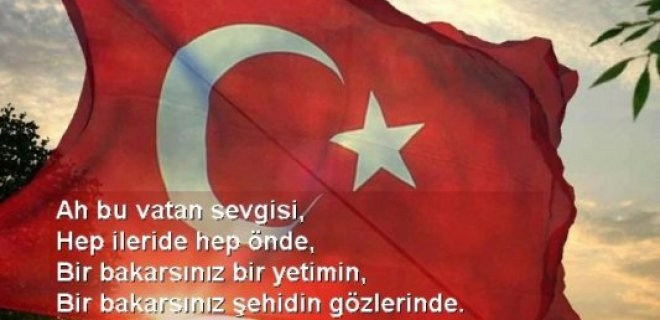 Ah bu vatan sevgisi,
Hep ileride hep önde,
Bir bakarsınız bir yetimin,
Bir bakarsınız şehidin gözlerinde.